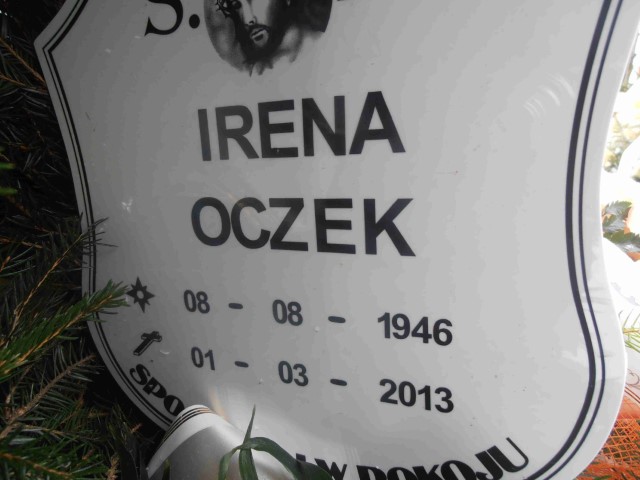 Ś.
IRENA
OCZEK
08 - 08 - 1946
01 - 03 - 2013
W POKOJU